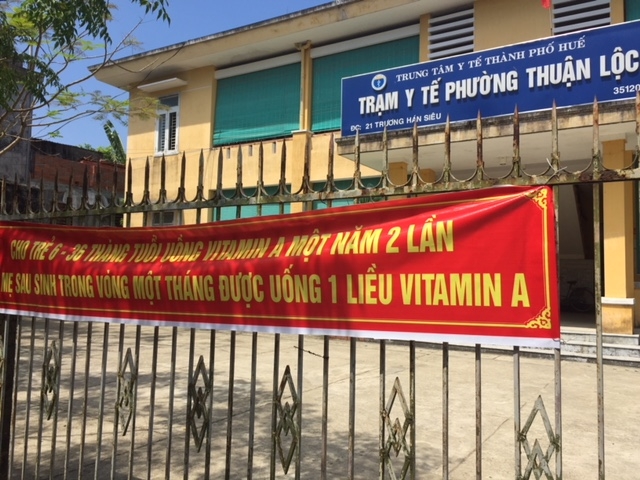 TRUNG TÂM Y TẾ THÀNH PHỐ HUẾ
TRẠM Y TẾ PHƯỜNG THUẬN LỘC
ĐC: 21 TRƯƠNG HÁN SIÊU
35120
CHO TRẺ 6 - 36 THÁNG TUỔI UỐNG VITAMIN A MỘT NĂM 2 LẦN
MẸ SAU SINH TRONG VÒNG MỘT THÁNG ĐƯỢC UỐNG 1 LIỀU VITAMIN A